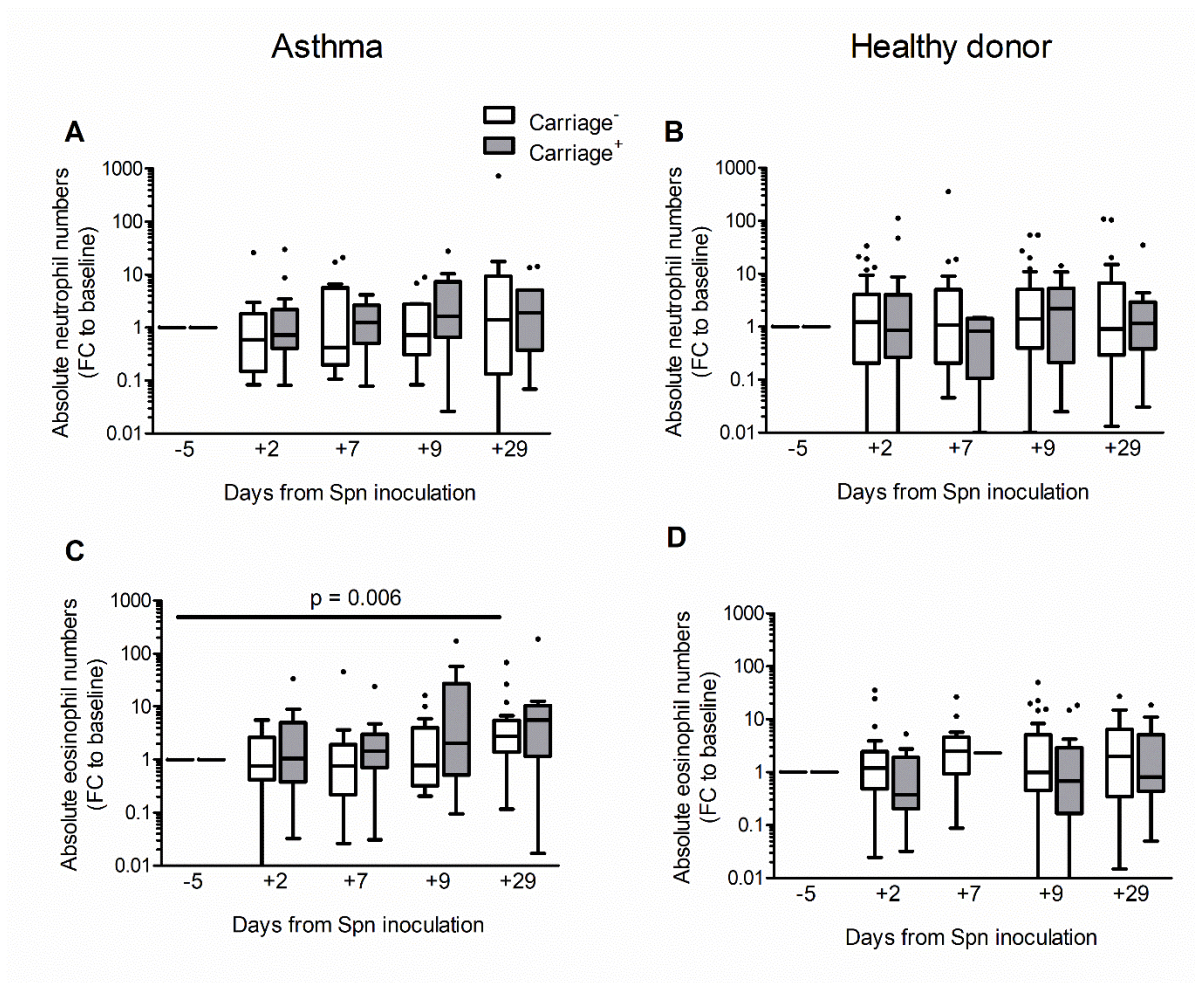 Asthma
Healthy donor
Carriage-
Carriage+
A
Absolute neutrophil numbers
(FC to baseline)
1000
100
10
1
0.1
0.01
-5 +2 +7 +9 +29
Days from Spn inoculation
B
Absolute neutrophil numbers
(FC to baseline)
1000
100
10
1
0.1
0.01
-5 +2 +7 +9 +29
Days from Spn inoculation
C
p = 0.006
Absolute eosinophil numbers
(FC to baseline)
1000
100
10
1
0.1
0.01
-5 +2 +7 +9 +29
Days from Spn inoculation
D
Absolute eosinophil numbers
(FC to baseline)
1000
100
10
1
0.1
0.01
-5 +2 +7 +9 +29
Days from Spn inoculation